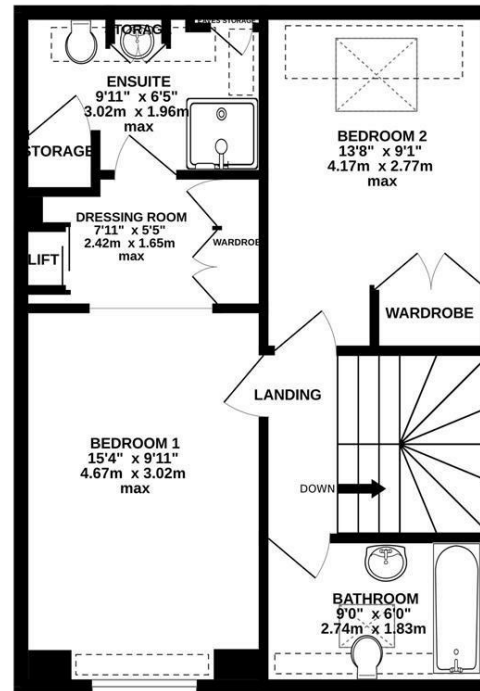 STORAGE
EAVES STORAGE
ENSUITE
9'11" x 6'5"
3.02m x 1.96m
max
STORAGE
BEDROOM 2
13'8" x 9'1"
4.17m x 2.77m
max
DRESSING ROOM
7'11" x 5'5"
2.42m x 1.65m
max
WARDROBE
LIFT
WARDROBE
LANDING
BEDROOM 1
15'4" x 9'11"
4.67m x 3.02m
max
DOWN
BATHROOM
9'0" x 6'0"
2.74m x 1.83m